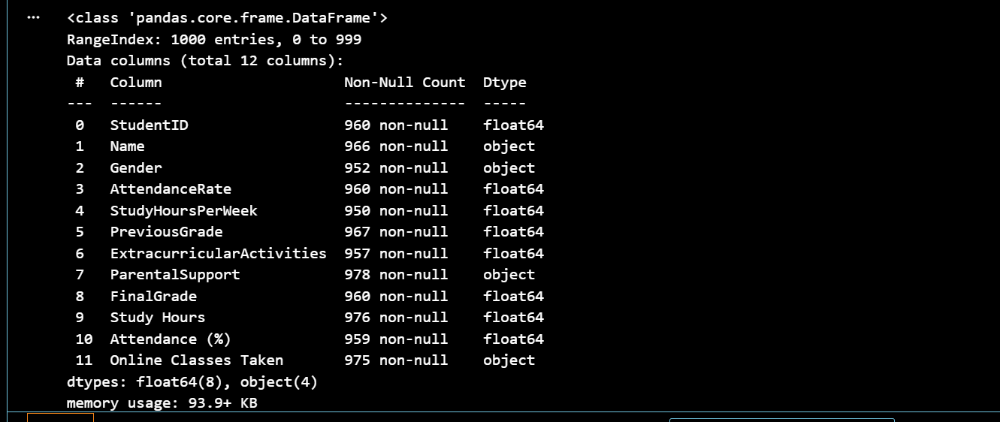 ... <class 'pandas.core.frame.DataFrame'>
RangeIndex: 1000 entries, 0 to 999
Data columns (total 12 columns):
 #   Column                     Non-Null Count  Dtype
---  ------                     --------------  -----
 0   StudentID                  960 non-null    float64
 1   Name                       966 non-null    object
 2   Gender                     952 non-null    object
 3   AttendanceRate             960 non-null    float64
 4   StudyHoursPerWeek          950 non-null    float64
 5   PreviousGrade              967 non-null    float64
 6   ExtracurricularActivities  957 non-null    float64
 7   ParentalSupport            978 non-null    object
 8   FinalGrade                 960 non-null    float64
 9   Study Hours                976 non-null    float64
 10  Attendance (%)             959 non-null    float64
 11  Online Classes Taken       975 non-null    object
dtypes: float64(8), object(4)
memory usage: 93.9+ KB